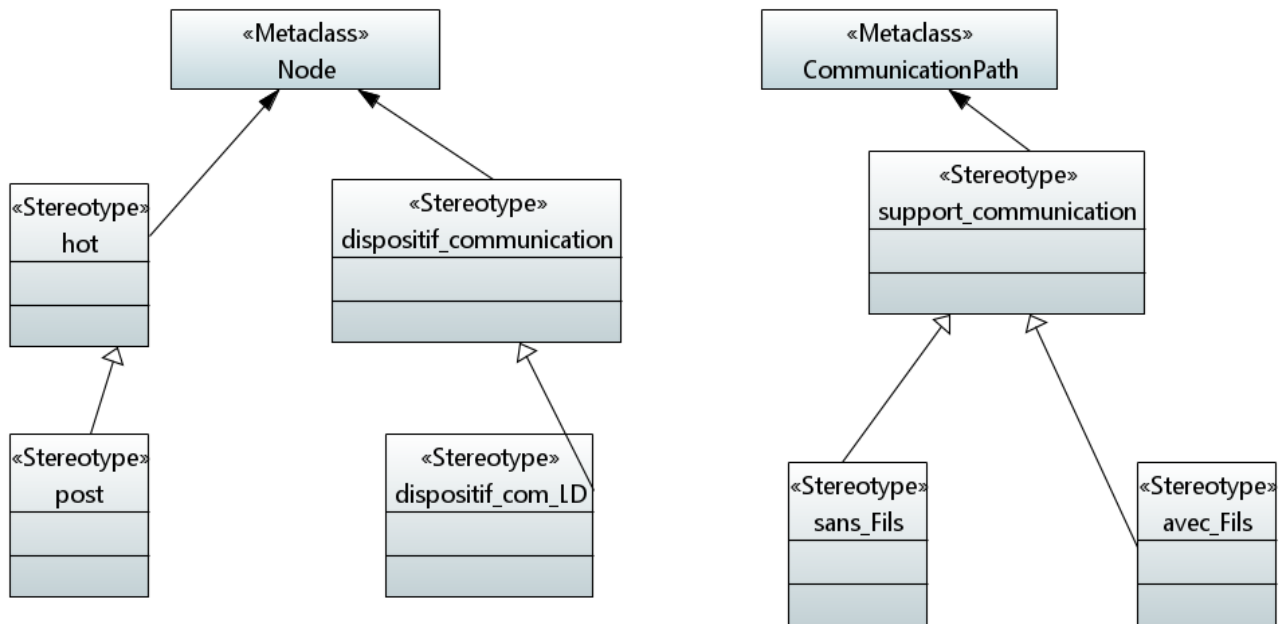 «Metaclass»
Node
«Metaclass»
CommunicationPath
«Stereotype»
hot
«Stereotype»
dispositif_communication
«Stereotype»
support_communication
«Stereotype»
post
«Stereotype»
dispositif_com_LD
«Stereotype»
sans_Fils
«Stereotype»
avec_Fils